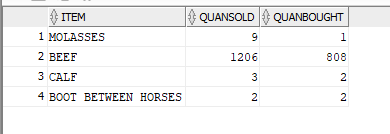 ITEM QUANSOLD QUANBOUGHT
1 MOLASSES 9 1
2 BEEF 1206 808
3 CALF 3 2
4 BOOT BETWEEN HORSES 2 2